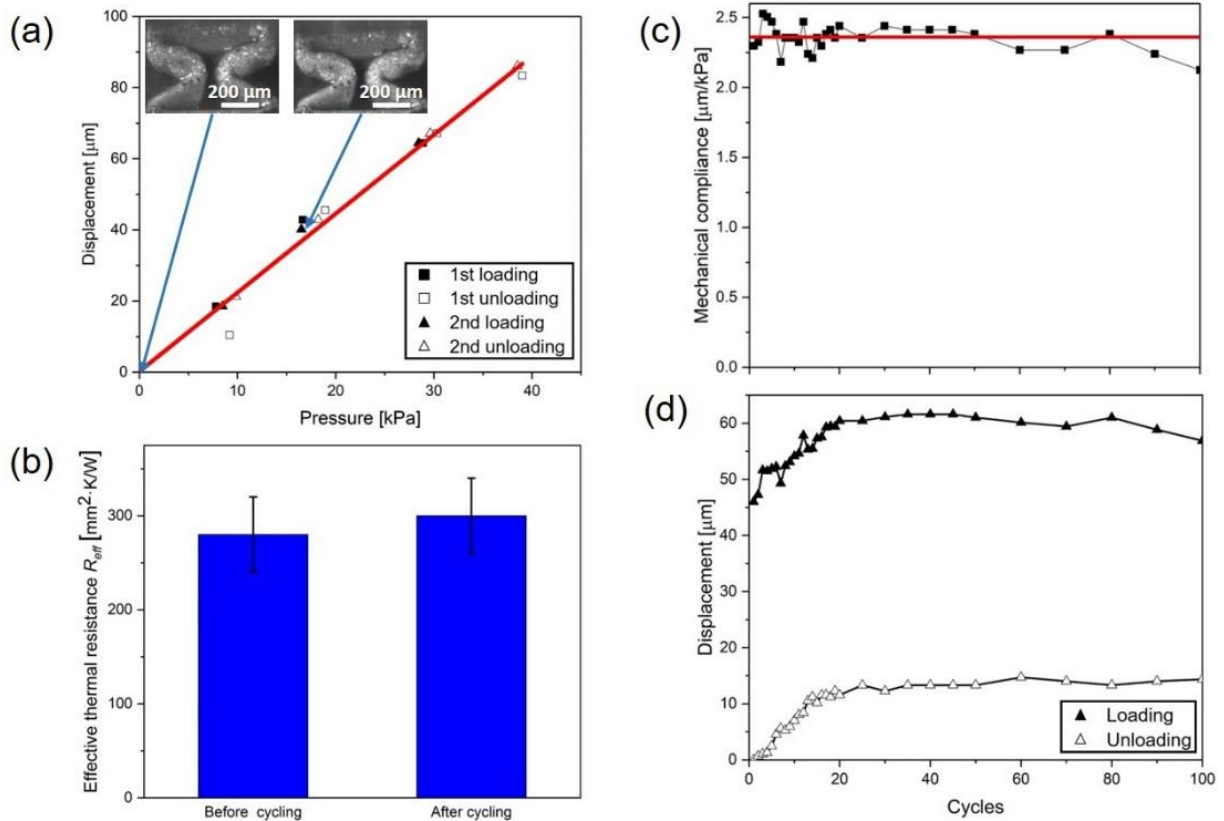 (a)
100
80
60
40
20
0
Displacement [μm]
200 μm
200 μm
1st loading
1st unloading
2nd loading
2nd unloading
0 10 20 30 40
Pressure [kPa]
(b)
300
200
100
0
Effective thermal resistance Reff [mm²·K/W]
Before cycling After cycling
(c)
2.5
2.0
1.5
1.0
0.5
0.0
Mechanical compliance [μm/kPa]
(d)
60
50
40
30
20
10
0
Displacement [μm]
Loading
Unloading
0 20 40 60 80 100
Cycles